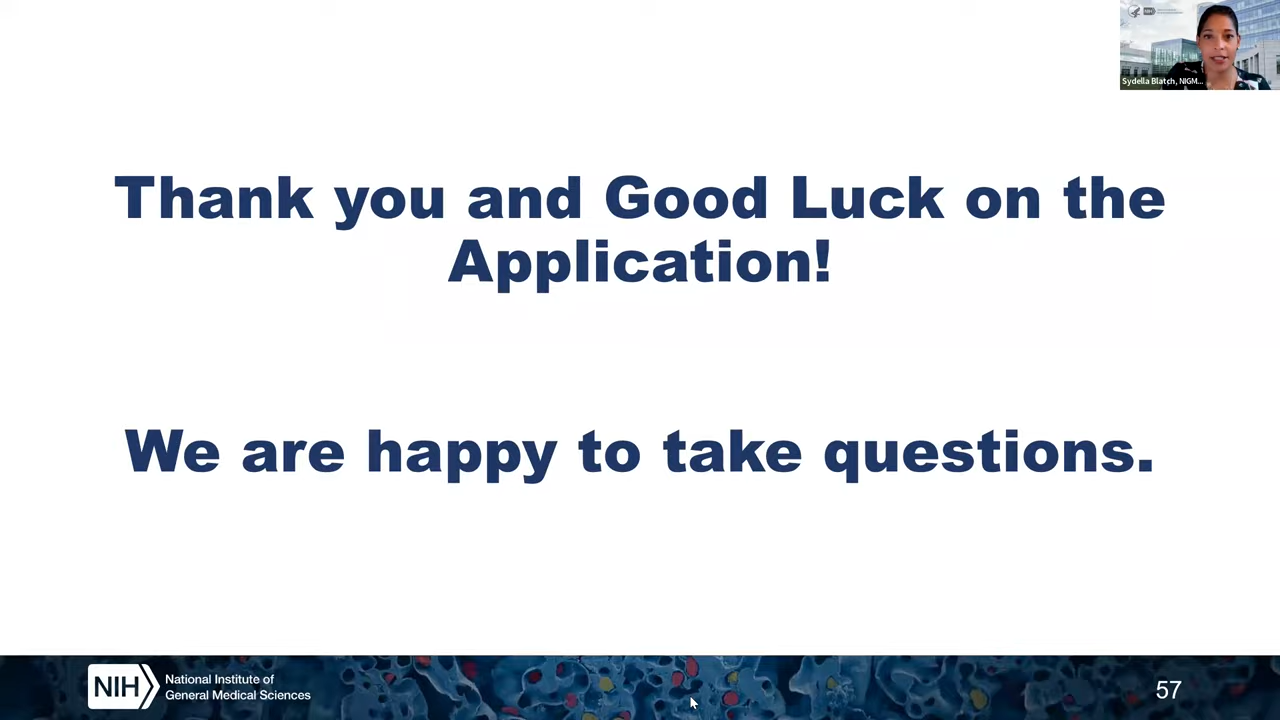 Sydella Blatch, NIGM...
Thank you and Good Luck on the
Application!
We are happy to take questions.
NIH
National Institute of
General Medical Sciences
57